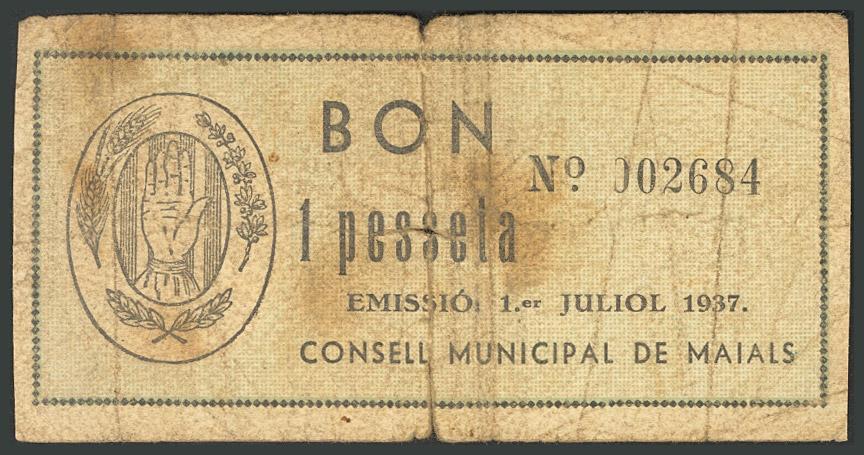 BON
Nº 002684
1 pesseta
EMISSIÓ: 1.er JULIOL 1937.
CONSELL MUNICIPAL DE MAIALS